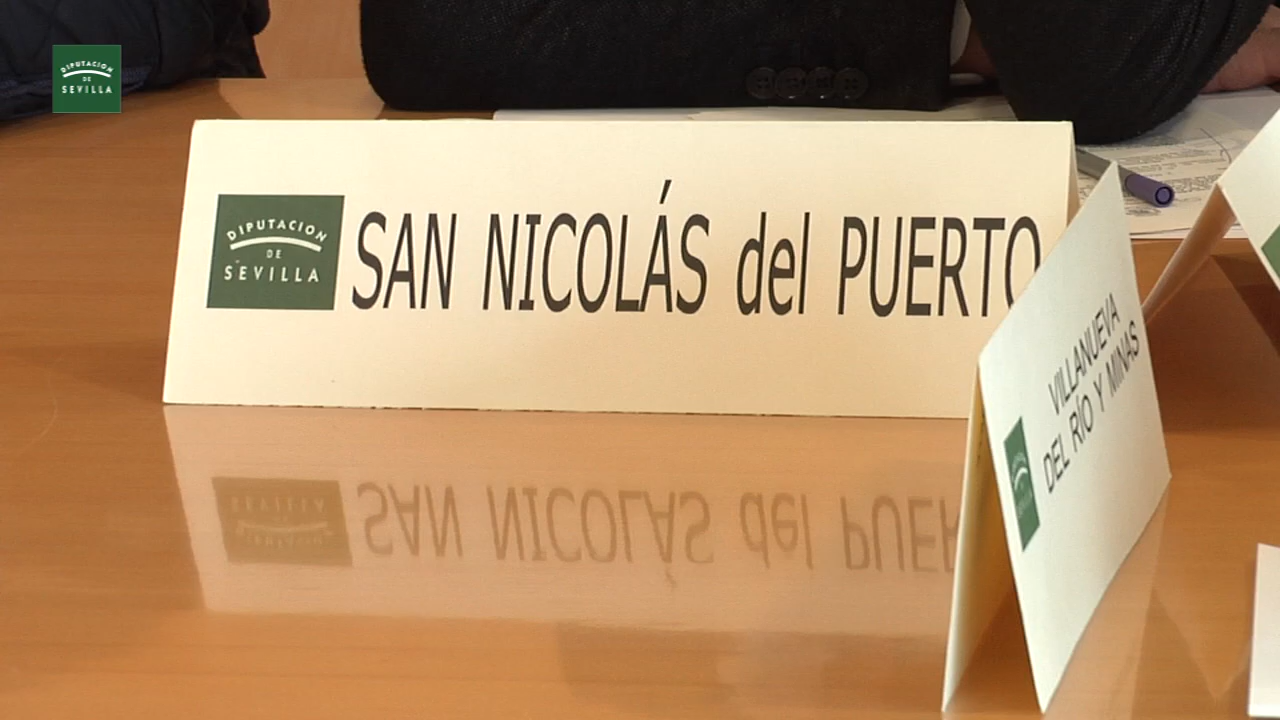 DIPUTACION
DE
SEVILLA
DIPUTACION
DE
SEVILLA
SAN NICOLÁS del PUERTO
VILLANUEVA
DEL RÍO Y MINAS